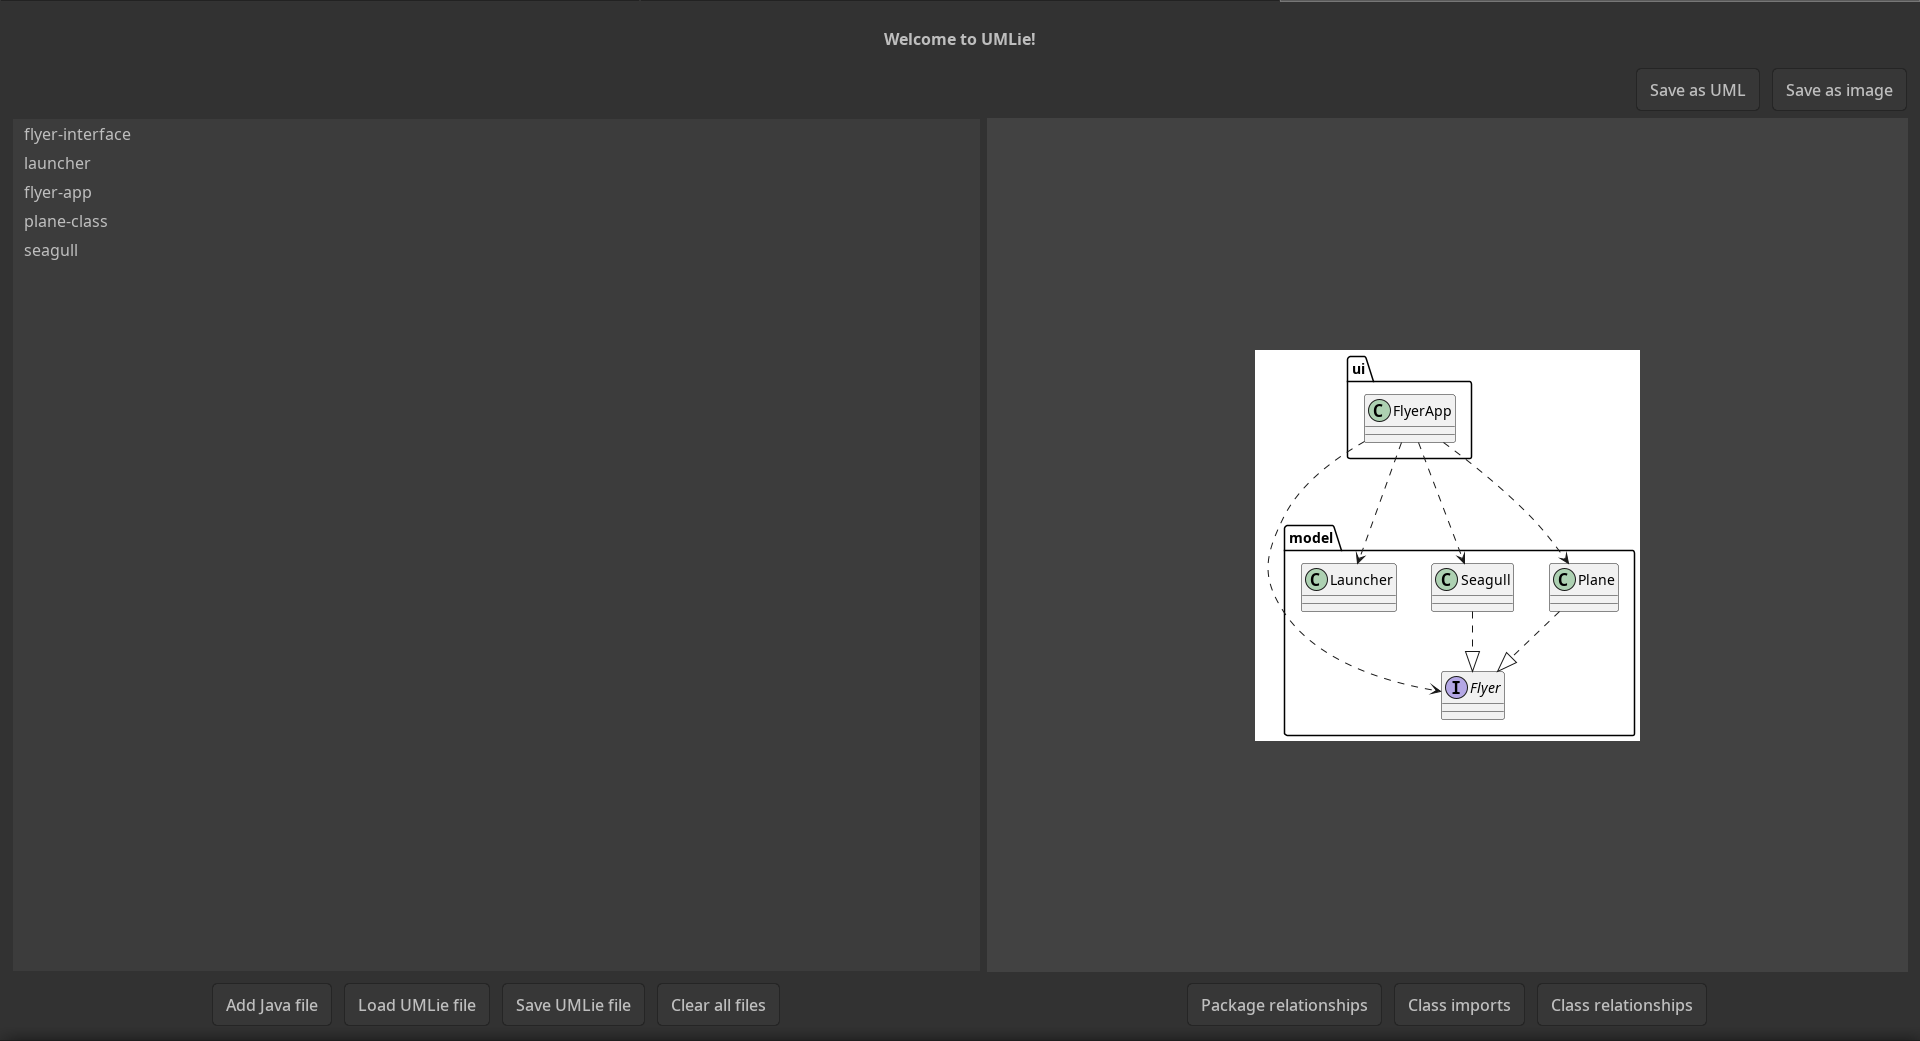 Welcome to UMLie!
Save as UML
Save as image
flyer-interface
launcher
flyer-app
plane-class
seagull
ui
C FlyerApp
model
C Launcher
C Seagull
C Plane
I Flyer
Add Java file
Load UMLie file
Save UMLie file
Clear all files
Package relationships
Class imports
Class relationships